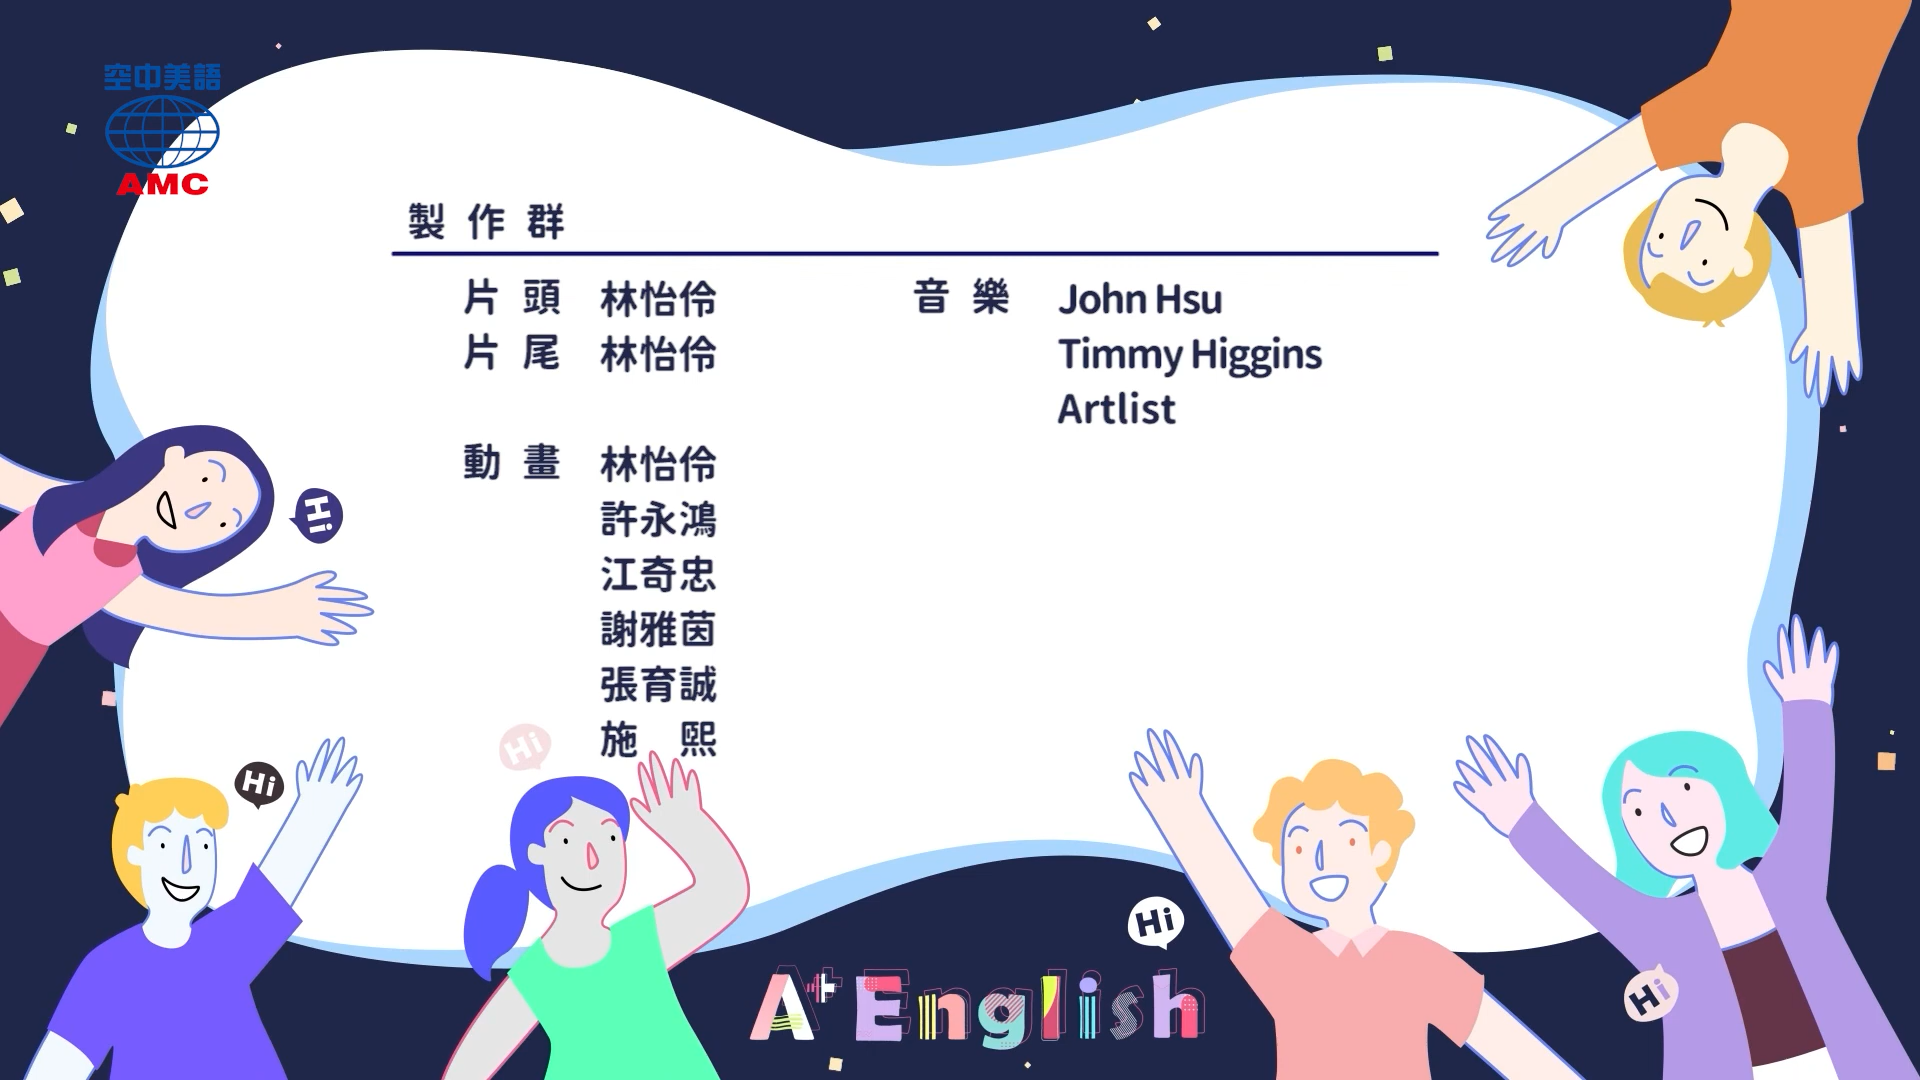 空中美語
AMC
製作群
片頭 林怡伶
片尾 林怡伶
動畫 林怡伶
許永鴻
江奇忠
謝雅茵
張育誠
施 熙
音樂 John Hsu
Timmy Higgins
Artlist
Hi
Hi
Hi
Hi
Hi
A+ English